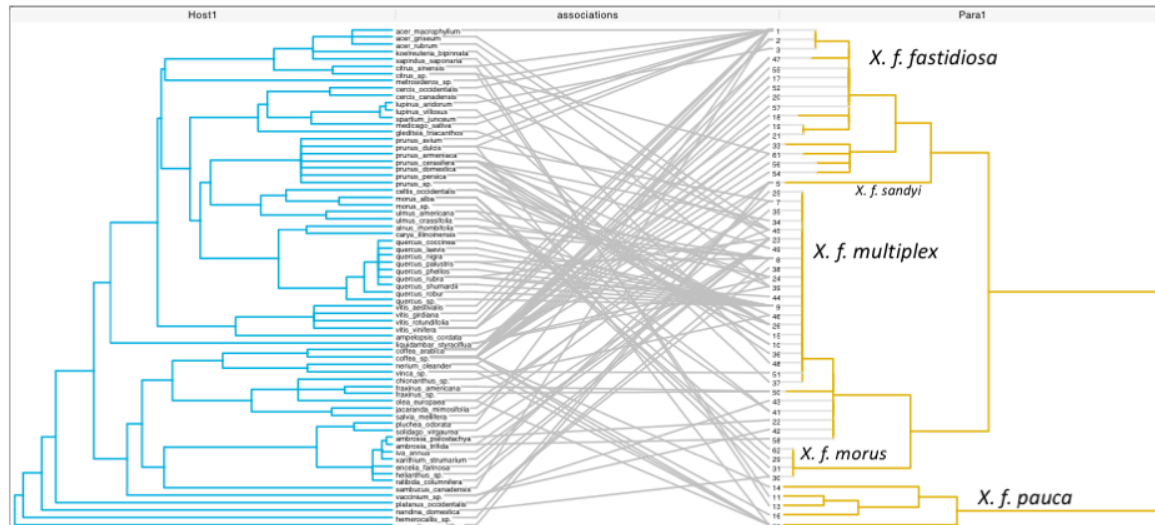 Host1
associations
Para1
acer_macrophyllum
acer_griseum
acer_rubrum
koelreuteria_bipinnata
sapindus_saponaria
citrus_sinensis
citrus_sp.
metrosideros_sp.
cercis_occidentalis
cercis_canadensis
lupinus_aridorum
lupinus_villosus
spartium_junceum
medicago_sativa
gleditsia_triacanthos
prunus_avium
prunus_dulcis
prunus_armeniaca
prunus_cerasifera
prunus_domestica
prunus_persica
prunus_sp.
celtis_occidentalis
morus_alba
morus_sp.
ulmus_americana
ulmus_crassifolia
alnus_rhombifolia
carya_illinoinensis
quercus_coccinea
quercus_laevis
quercus_nigra
quercus_palustris
quercus_phellos
quercus_rubra
quercus_shumardii
quercus_robur
quercus_sp.
vitis_aestivalis
vitis_girdiana
vitis_rotundifolia
vitis_vinifera
ampelopsis_cordata
liquidambar_styraciflua
coffea_arabica
coffea_sp.
nerium_oleander
vinca_sp.
chionanthus_sp.
fraxinus_americana
fraxinus_sp.
olea_europaea
jacaranda_mimosifolia
salvia_mellifera
pluchea_odorata
solidago_virgaurea
ambrosia_psilostachya
ambrosia_trifida
iva_annua
xanthium_strumarium
encelia_farinosa
helianthus_sp.
ratibida_columnifera
sambucus_canadensis
vaccinium_sp.
platanus_occidentalis
nandina_domestica
hemerocallis_sp.
1
2
3
47
55
17
52
20
57
18
19
21
33
61
56
54
5
X. f. fastidiosa
X. f. sandyi
25
7
35
34
45
23
49
6
38
24
39
44
9
46
26
15
10
36
48
51
37
50
43
41
22
42
58
X. f. multiplex
62
29
31
30
X. f. morus
14
11
13
16
X. f. pauca